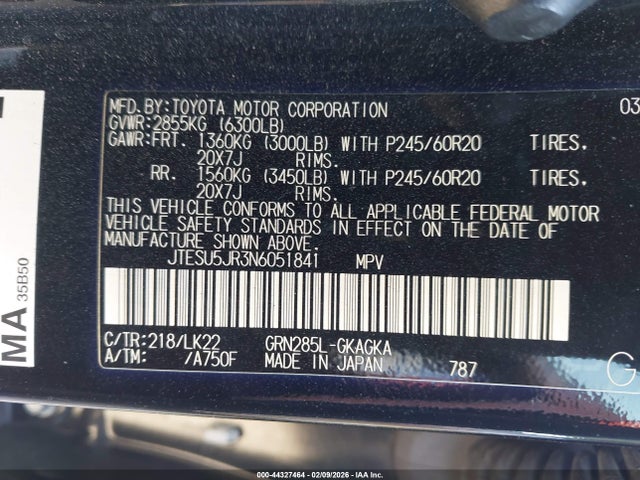 MFD.BY:TOYOTA MOTOR CORPORATION 03
GVWR:2855KG (6300LB)
GAWR:FRT. 1360KG (3000LB) WITH P245/60R20 TIRES.
20X7J RIMS.
RR. 1560KG (3450LB) WITH P245/60R20 TIRES.
20X7J RIMS.
THIS VEHICLE CONFORMS TO ALL APPLICABLE FEDERAL MOTOR
VEHICLE SAFETY STANDARDS IN EFFECT ON THE DATE OF
MANUFACTURE SHOWN ABOVE.
JTESU5JR3N6051841 MPV
C/TR:218/LK22 GRN285L-GKAGKA
A/TM: /A750F MADE IN JAPAN 787
G
MA
35B50
000-44327464 - 02/09/2026 - IAA Inc.